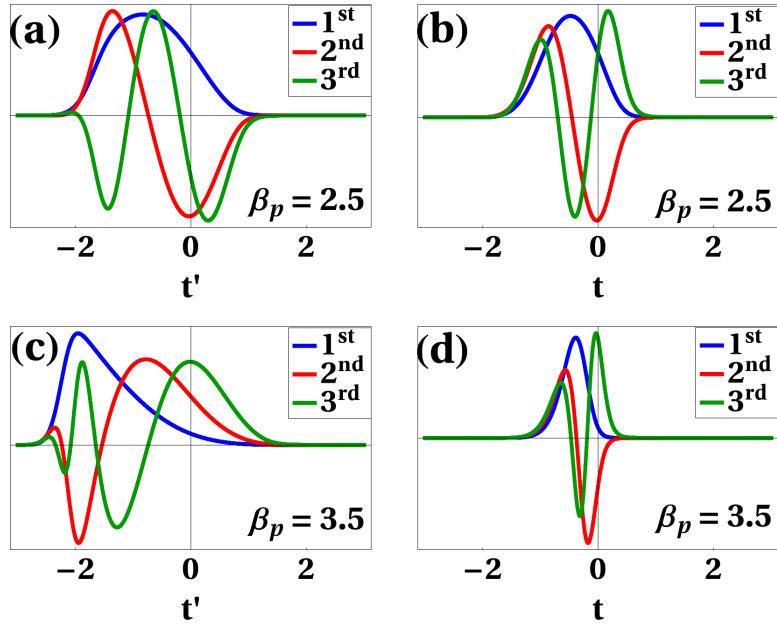 (a)
1st
2nd
3rd
βp = 2.5
−2 0 2
t'
(b)
1st
2nd
3rd
βp = 2.5
−2 0 2
t
(c)
1st
2nd
3rd
βp = 3.5
−2 0 2
t'
(d)
1st
2nd
3rd
βp = 3.5
−2 0 2
t